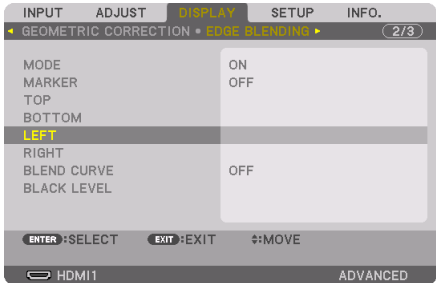 INPUT ADJUST DISPLAY SETUP INFO.
GEOMETRIC CORRECTION • EDGE BLENDING 2/3
MODE ON
MARKER OFF
TOP
BOTTOM
LEFT
RIGHT
BLEND CURVE OFF
BLACK LEVEL
ENTER :SELECT EXIT :EXIT :MOVE
HDMI1 ADVANCED